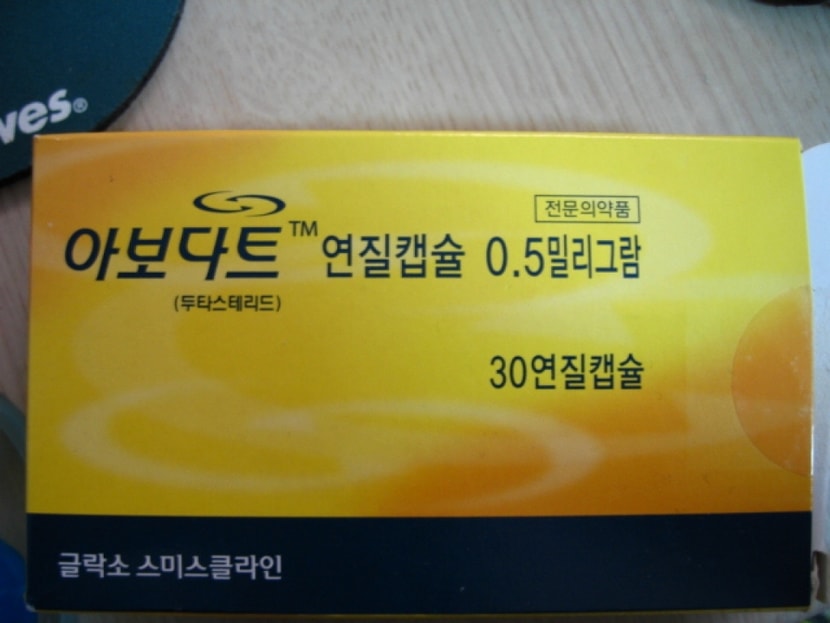 ves®
전문의약품
아보다트™ 연질캡슐 0.5밀리그람
(두타스테리드)
30연질캡슐
글락소 스미스클라인